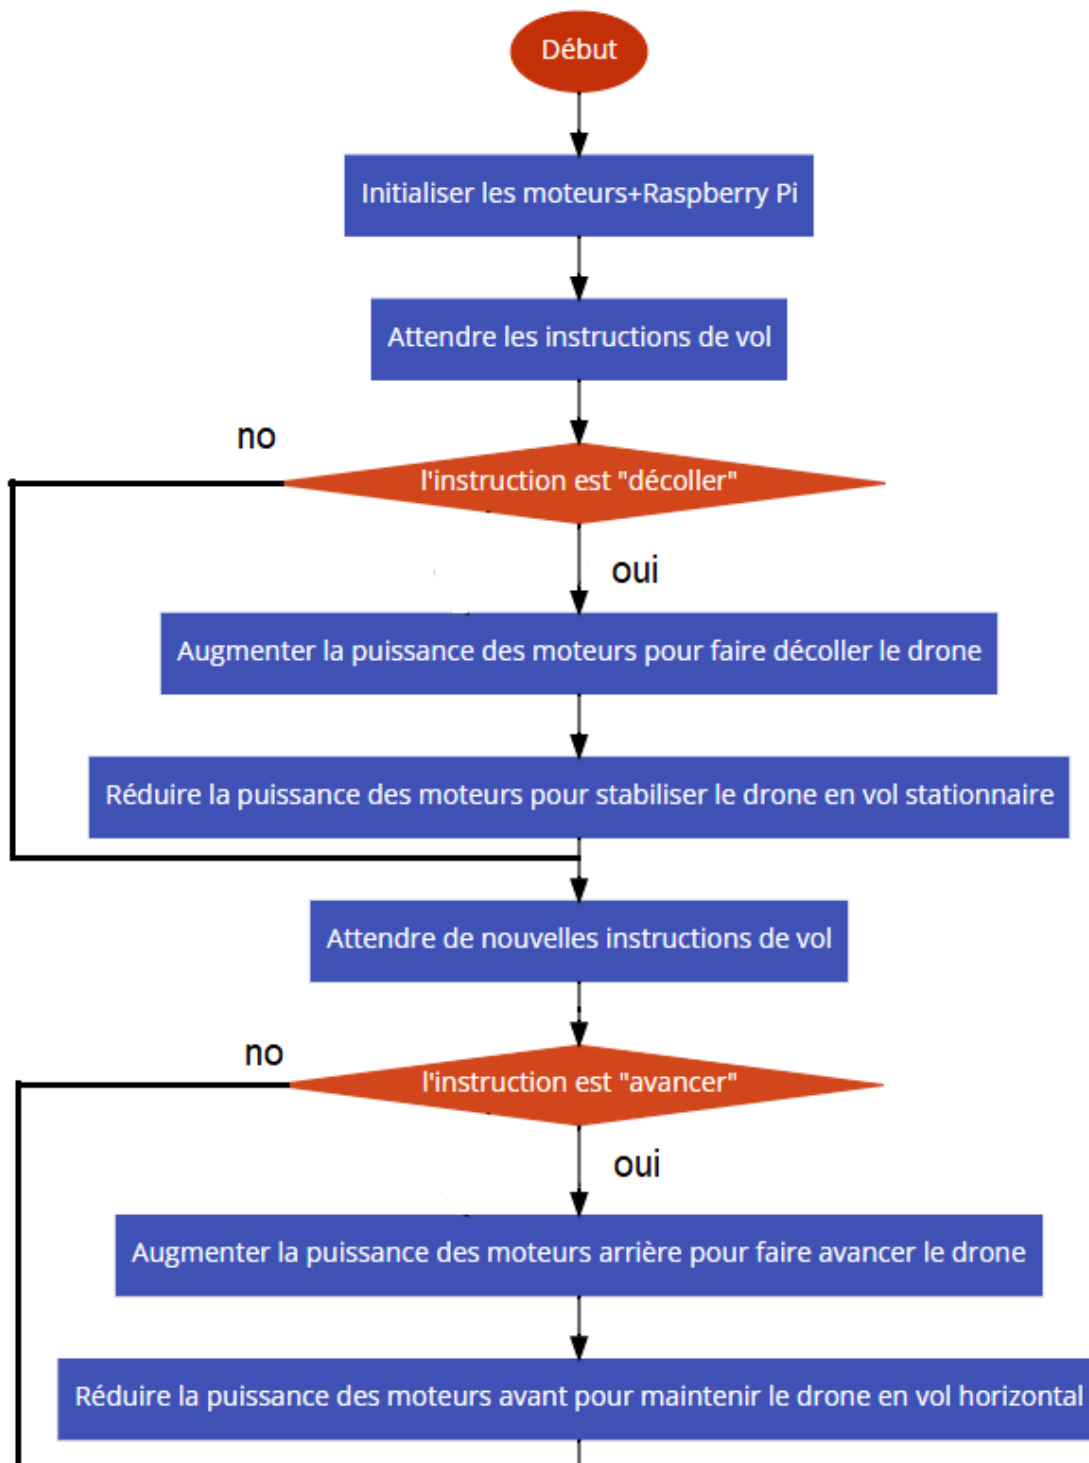 Début
Initialiser les moteurs+Raspberry Pi
Attendre les instructions de vol
no
l'instruction est "décoller"
oui
Augmenter la puissance des moteurs pour faire décoller le drone
Réduire la puissance des moteurs pour stabiliser le drone en vol stationnaire
Attendre de nouvelles instructions de vol
no
l'instruction est "avancer"
oui
Augmenter la puissance des moteurs arrière pour faire avancer le drone
Réduire la puissance des moteurs avant pour maintenir le drone en vol horizontal